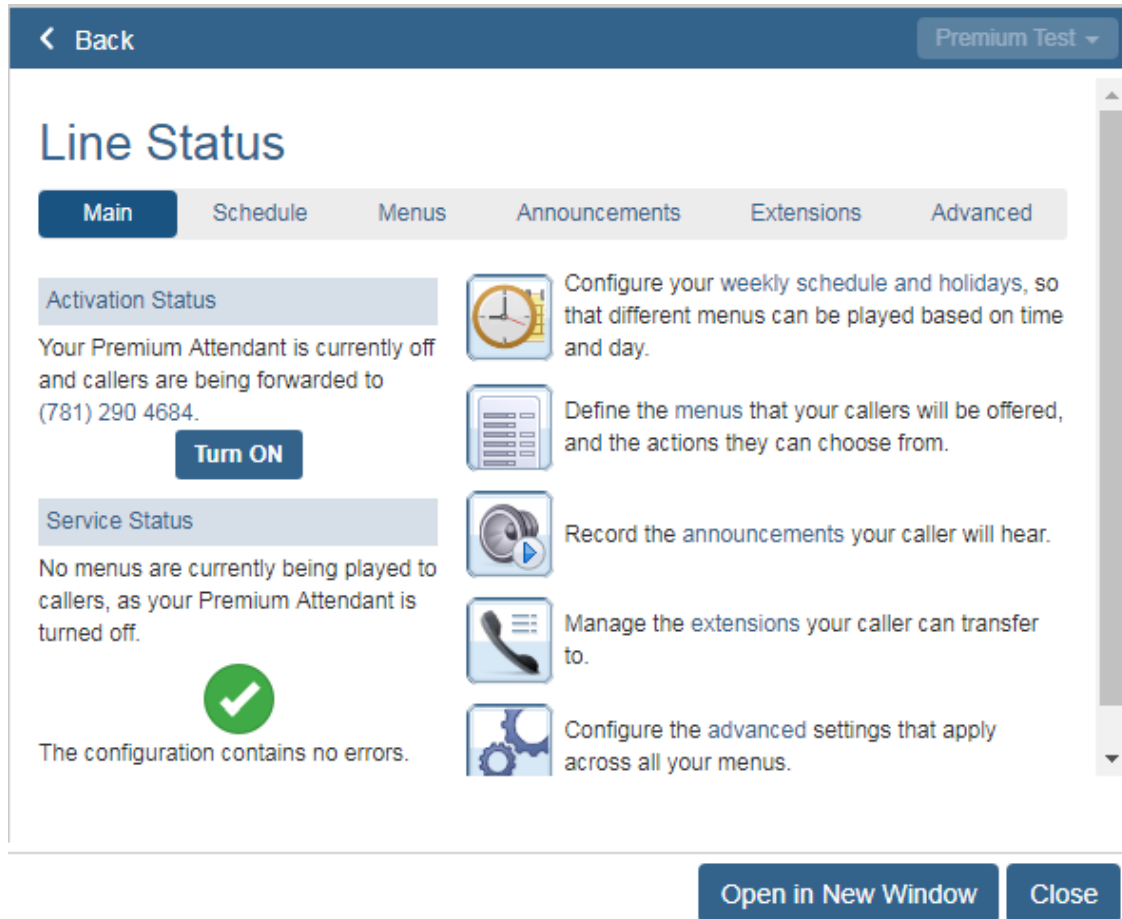 Back
Premium Test
Line Status
Main Schedule Menus Announcements Extensions Advanced
Activation Status
Your Premium Attendant is currently off
and callers are being forwarded to
(781) 290 4684.
Turn ON
Service Status
No menus are currently being played to
callers, as your Premium Attendant is
turned off.
The configuration contains no errors.
Configure your weekly schedule and holidays, so
that different menus can be played based on time
and day.
Define the menus that your callers will be offered,
and the actions they can choose from.
Record the announcements your caller will hear.
Manage the extensions your caller can transfer
to.
Configure the advanced settings that apply
across all your menus.
Open in New Window
Close